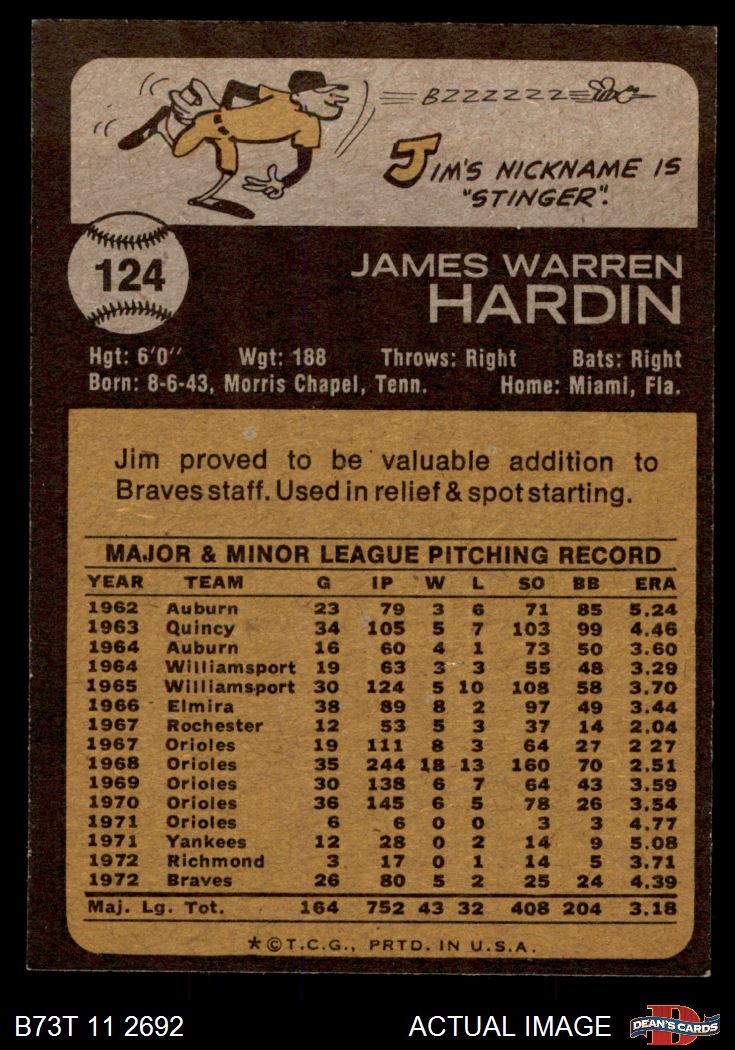 BZZZZZZZ
JIM'S NICKNAME IS
"STINGER".
124
JAMES WARREN
HARDIN
Hgt: 6'0" Wgt: 188 Throws: Right Bats: Right
Born: 8-6-43, Morris Chapel, Tenn. Home: Miami, Fla.
Jim proved to be valuable addition to
Braves staff. Used in relief & spot starting.
MAJOR & MINOR LEAGUE PITCHING RECORD
YEAR TEAM G IP W L SO BB ERA
1962 Auburn 23 79 3 6 71 85 5.24
1963 Quincy 34 105 5 7 103 99 4.46
1964 Auburn 16 60 4 1 73 50 3.60
1964 Williamsport 19 63 3 3 55 48 3.29
1965 Williamsport 30 124 5 10 108 58 3.70
1966 Elmira 38 89 8 2 97 49 3.44
1967 Rochester 12 53 5 3 37 14 2.04
1967 Orioles 19 111 8 3 64 27 2 27
1968 Orioles 35 244 18 13 160 70 2.51
1969 Orioles 30 138 6 7 64 43 3.59
1970 Orioles 36 145 6 5 78 26 3.54
1971 Orioles 6 6 0 0 3 3 4.77
1971 Yankees 12 28 0 2 14 9 5.08
1972 Richmond 3 17 0 1 14 5 3.71
1972 Braves 26 80 5 2 25 24 4.39
Maj. Lg. Tot. 164 752 43 32 408 204 3.18
*©T.C.G., PRTD. IN U.S.A.
B73T 11 2692 ACTUAL IMAGE D DEAN'S CARDS